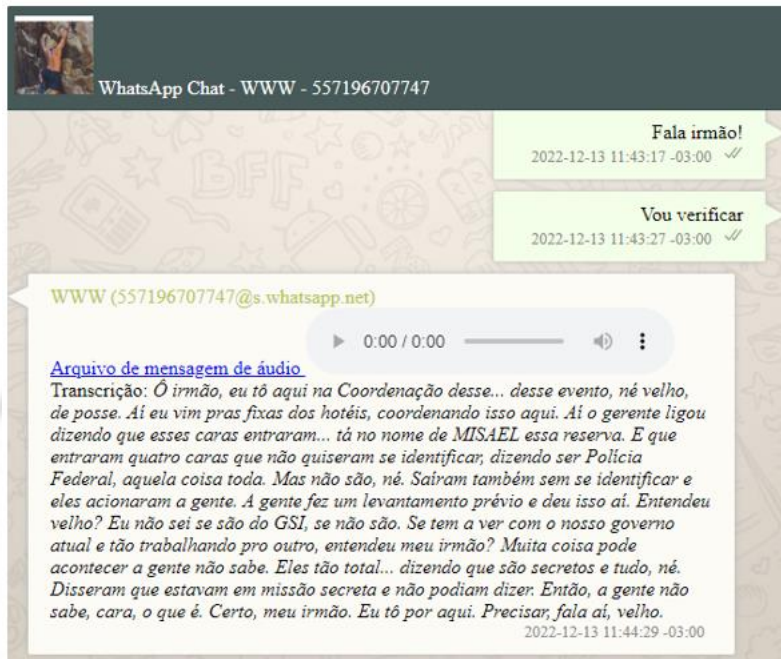 WhatsApp Chat - WWW - 557196707747
Fala irmão!
2022-12-13 11:43:17 -03:00
Vou verificar
2022-12-13 11:43:27 -03:00
WWW (557196707747@s.whatsapp.net)
0:00 / 0:00
Arquivo de mensagem de áudio
Transcrição: Ô irmão, eu tô aqui na Coordenação desse... desse evento, né velho,
de posse. Aí eu vim pras fixas dos hotéis, coordenando isso aqui. Aí o gerente ligou
dizendo que esses caras entraram... tá no nome de MISAEL essa reserva. E que
entraram quatro caras que não quiseram se identificar, dizendo ser Polícia
Federal, aquela coisa toda. Mas não são, né. Saíram também sem se identificar e
eles acionaram a gente. A gente fez um levantamento prévio e deu isso aí. Entendeu
velho? Eu não sei se são do GSI, se não são. Se tem a ver com o nosso governo
atual e tão trabalhando pro outro, entendeu meu irmão? Muita coisa pode
acontecer a gente não sabe. Eles tão total... dizendo que são secretos e tudo, né.
Disseram que estavam em missão secreta e não podiam dizer. Então, a gente não
sabe, cara, o que é. Certo, meu irmão. Eu tô por aqui. Precisar, fala aí, velho.
2022-12-13 11:44:29 -03:00
BFF